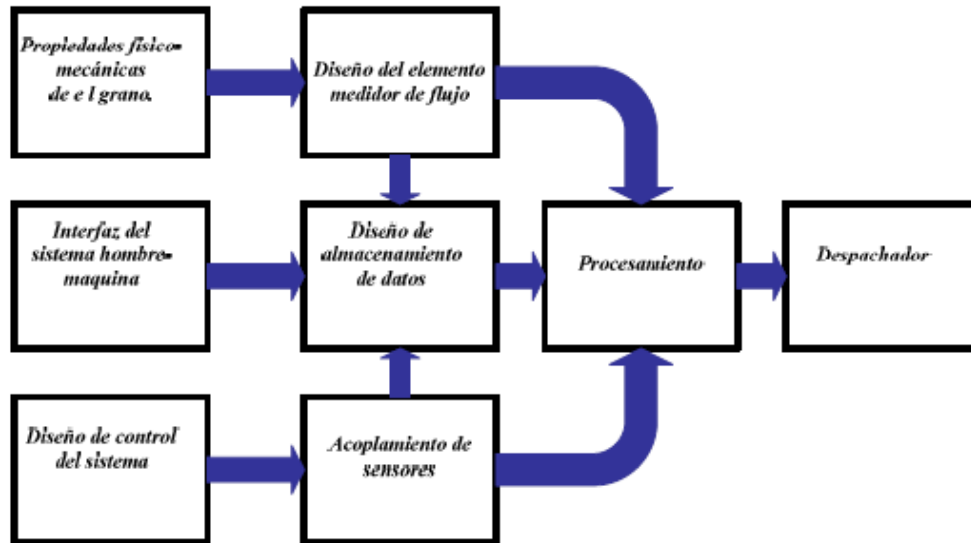 Propiedades físico-
mecánicas
de e l grano.
Diseño del elemento
medidor de flujo
Interfaz del
sistema hombre-
maquina
Diseño de
almacenamiento
de datos
Procesamiento
Despachador
Diseño de control
del sistema
Acoplamiento de
sensores